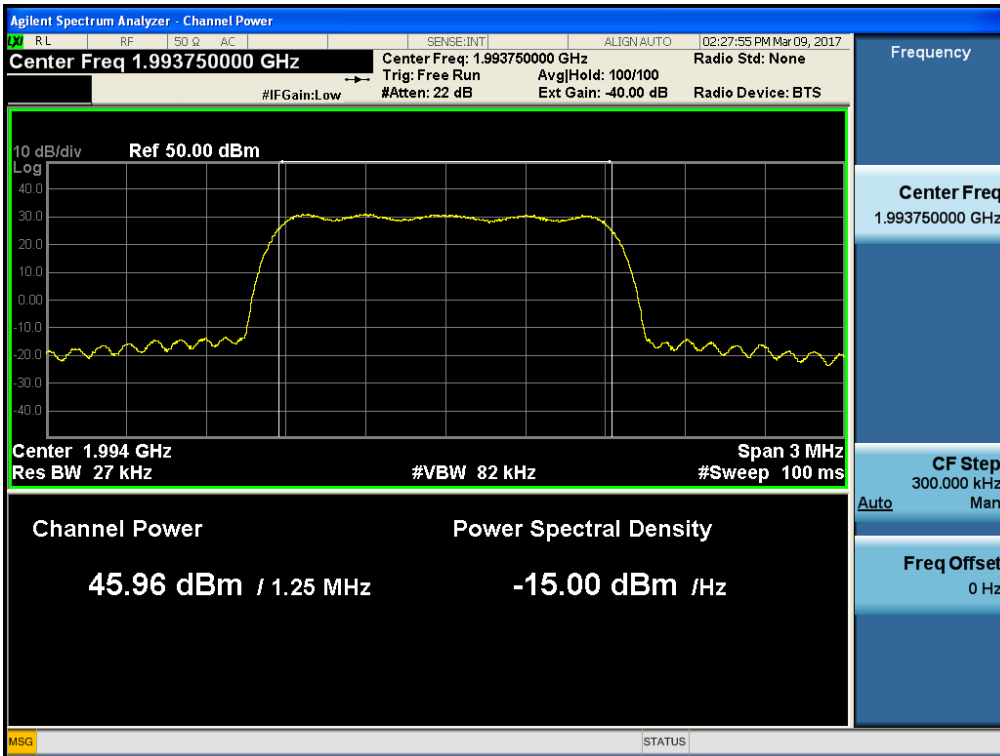 Agilent Spectrum Analyzer - Channel Power
LXI RL RF 50 Ω AC SENSE:INT ALIGN AUTO 02:27:55 PM Mar 09, 2017
Center Freq 1.993750000 GHz
Center Freq: 1.993750000 GHz Radio Std: None
Trig: Free Run Avg|Hold: 100/100
#IFGain:Low #Atten: 22 dB Ext Gain: -40.00 dB Radio Device: BTS
10 dB/div Ref 50.00 dBm
Log
40.0
30.0
20.0
10.0
0.00
-10.0
-20.0
-30.0
-40.0
Center 1.994 GHz Span 3 MHz
Res BW 27 kHz #VBW 82 kHz #Sweep 100 ms
Channel Power Power Spectral Density
45.96 dBm / 1.25 MHz -15.00 dBm /Hz
Frequency
Center Freq
1.993750000 GHz
CF Step
300.000 kHz
Auto Man
Freq Offset
0 Hz
MSG STATUS